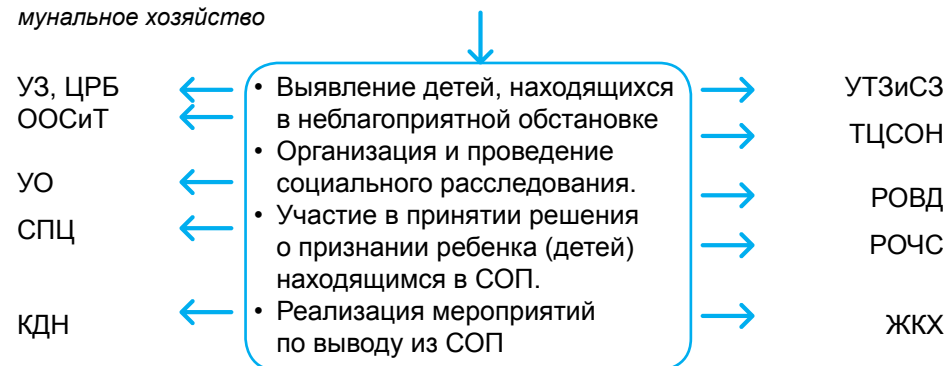 мунальное хозяйство
УЗ, ЦРБ
ООСиТ
УО
СПЦ
КДН
• Выявление детей, находящихся
в неблагоприятной обстановке
• Организация и проведение
социального расследования.
• Участие в принятии решения
о признании ребенка (детей)
находящимся в СОП.
• Реализация мероприятий
по выводу из СОП
УТЗиСЗ
ТЦСОН
РОВД
РОЧС
ЖКХ